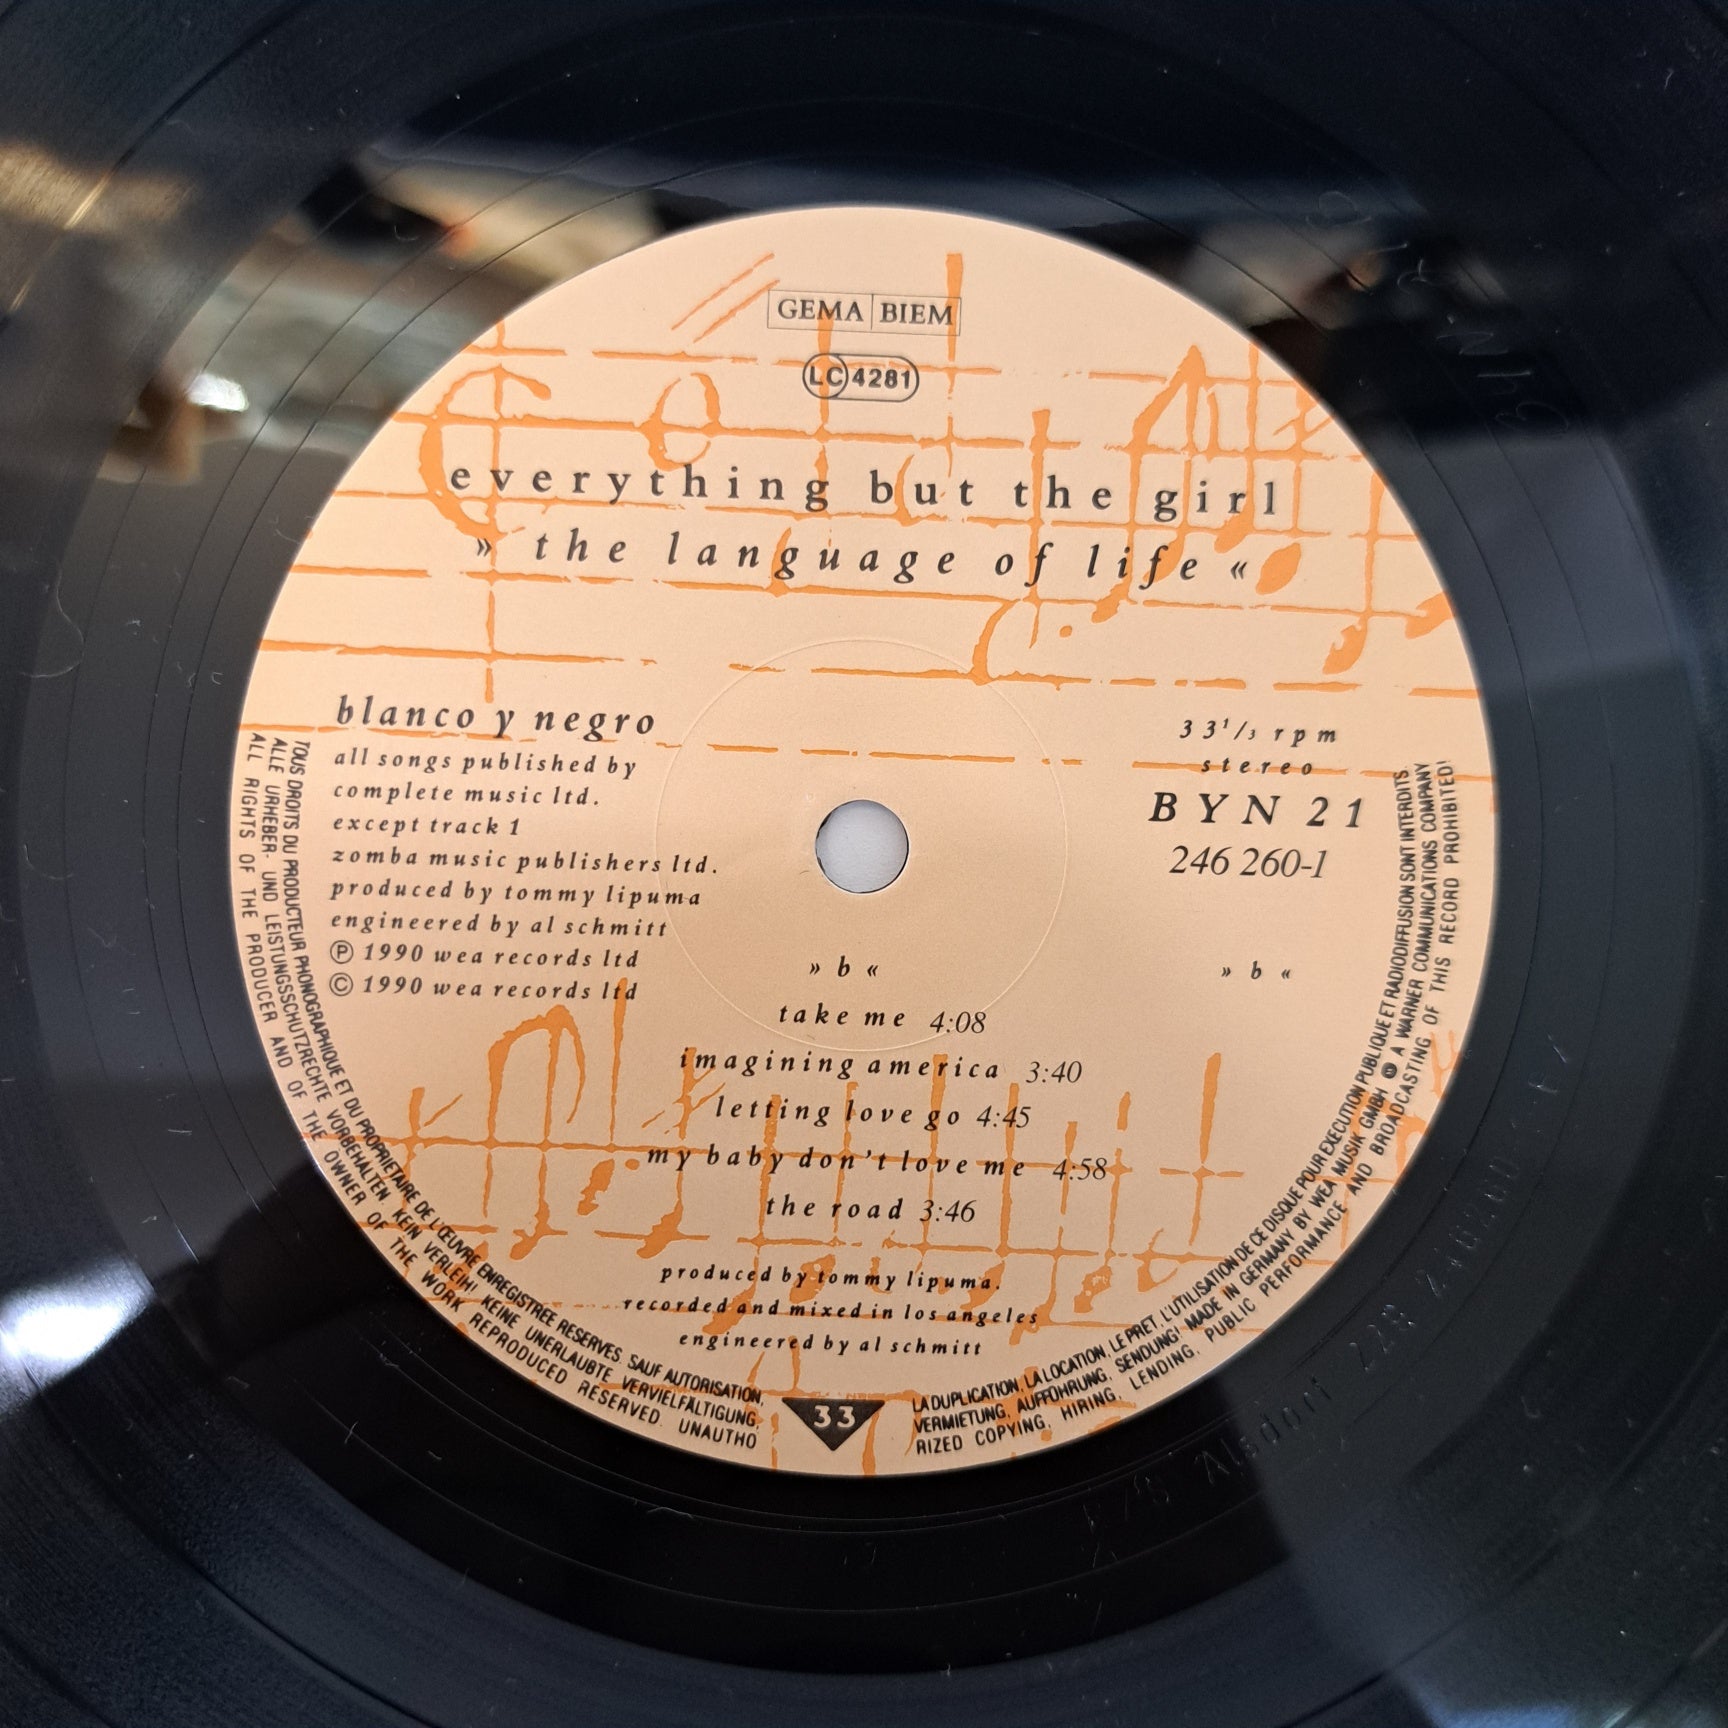 GEMA BIEM
LC 4281
everything but the girl
» the language of life «
blanco y negro
all songs published by
complete music ltd.
except track 1
zomba music publishers ltd.
produced by tommy lipuma
engineered by al schmitt
℗ 1990 wea records ltd
© 1990 wea records ltd
33 1/3 rpm
stereo
BYN 21
246 260-1
» b «
» b «
take me 4:08
imagining america 3:40
letting love go 4:45
my baby don't love me 4:58
the road 3:46
produced by tommy lipuma.
recorded and mixed in los angeles
engineered by al schmitt
33
TOUS DROITS DU PRODUCTEUR PHONOGRAPHIQUE ET DU PROPRIETAIRE DE L'ŒUVRE ENREGISTREE RESERVES. SAUF AUTORISATION,
LA DUPLICATION, LA LOCATION, LE PRET, L'UTILISATION DE CE DISQUE POUR EXECUTION PUBLIQUE ET RADIODIFFUSION SONT INTERDITS.
ALLE URHEBER- UND LEISTUNGSSCHUTZRECHTE VORBEHALTEN. KEIN VERLEIH! KEINE UNERLAUBTE VERVIELFÄLTIGUNG,
VERMIETUNG, AUFFÜHRUNG, SENDUNG! MADE IN GERMANY BY WEA MUSIK GMBH A WARNER COMMUNICATIONS COMPANY
ALL RIGHTS OF THE PRODUCER AND OF THE OWNER OF THE WORK REPRODUCED RESERVED. UNAUTHO
RIZED COPYING, HIRING, LENDING, PUBLIC PERFORMANCE AND BROADCASTING OF THIS RECORD PROHIBITED!